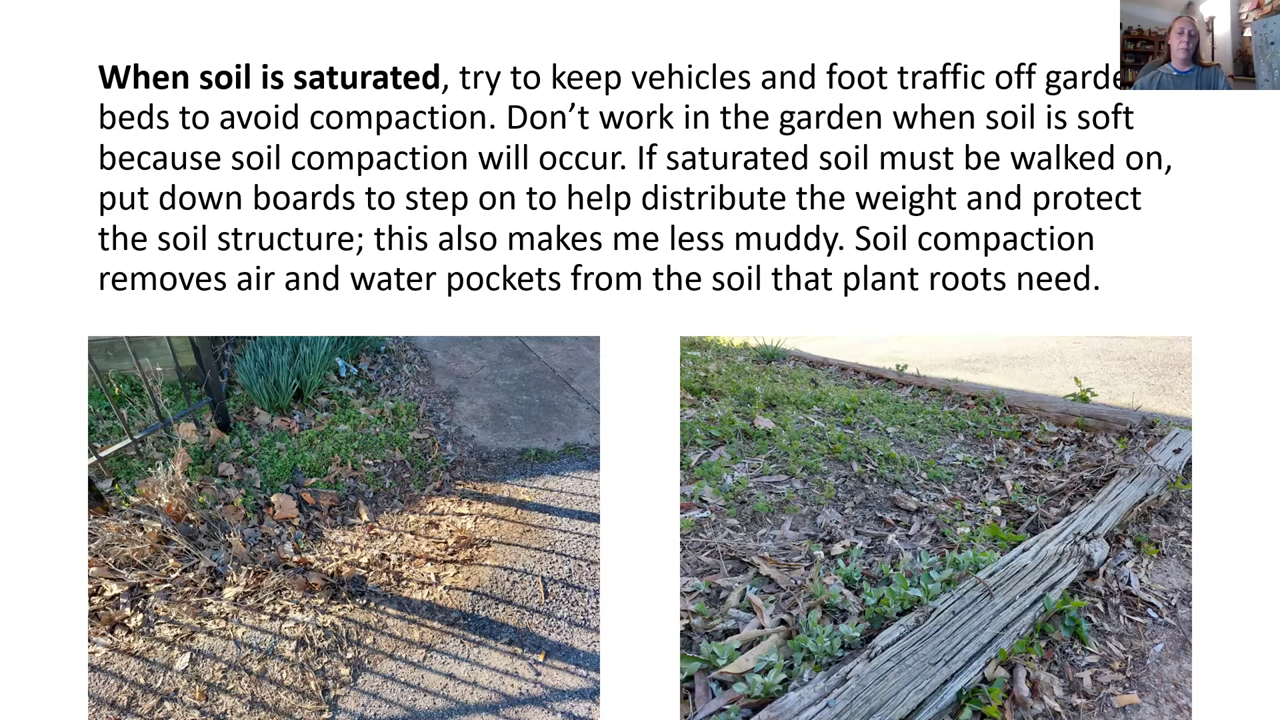 When soil is saturated, try to keep vehicles and foot traffic off garde
beds to avoid compaction. Don’t work in the garden when soil is soft
because soil compaction will occur. If saturated soil must be walked on,
put down boards to step on to help distribute the weight and protect
the soil structure; this also makes me less muddy. Soil compaction
removes air and water pockets from the soil that plant roots need.